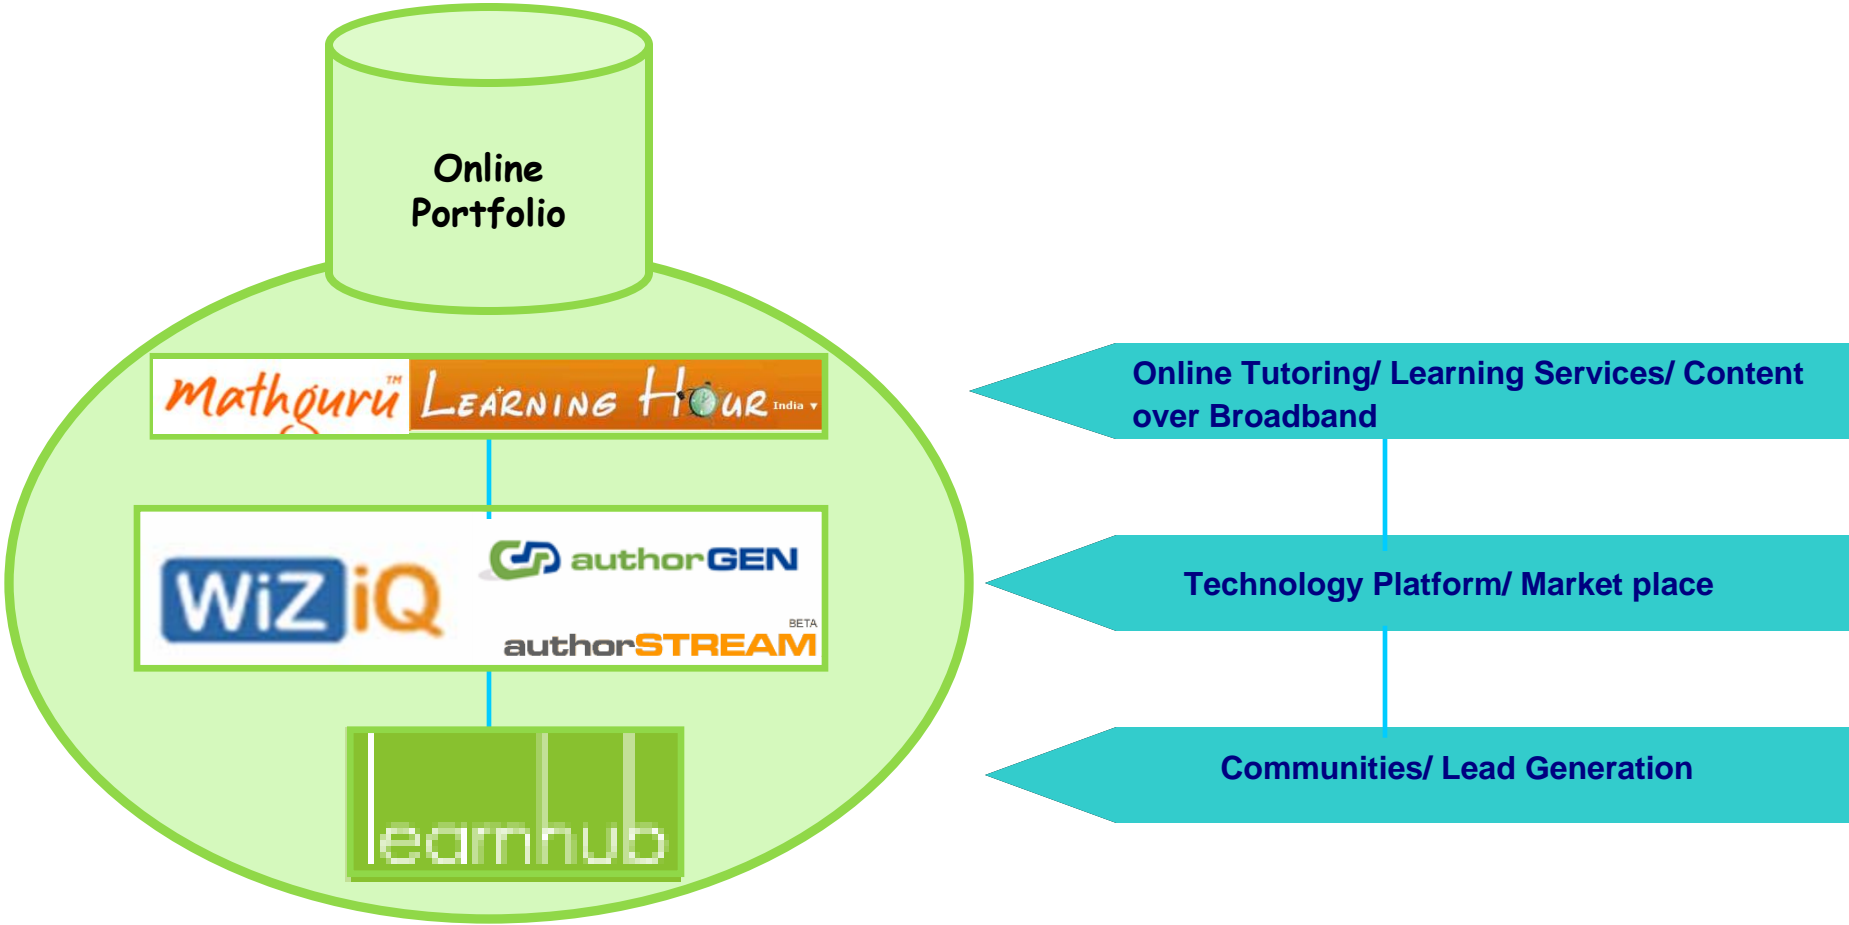 Online
Portfolio
Mathguru™ LEARNING HOUR India ▼
Online Tutoring/ Learning Services/ Content
over Broadband
WiZiQ
authorGEN
BETA
authorSTREAM
Technology Platform/ Market place
learnhub
Communities/ Lead Generation